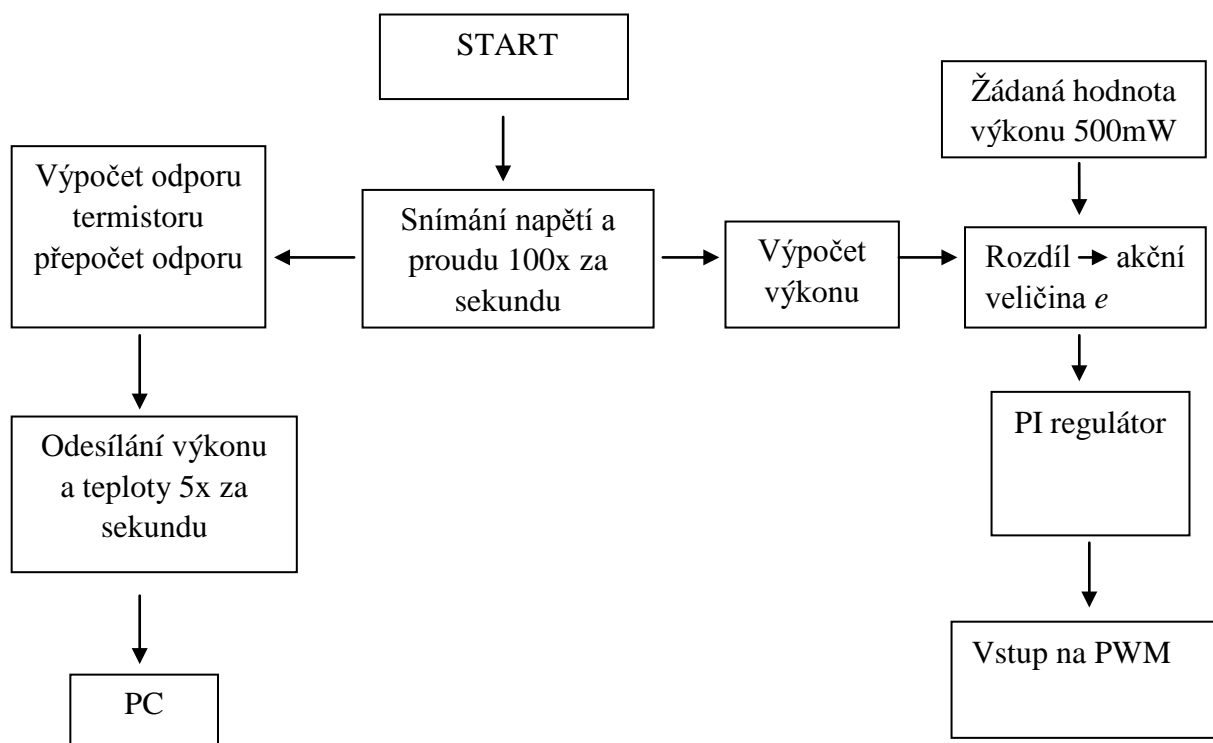 START
Žádaná hodnota
výkonu 500mW
Výpočet odporu
termistoru
přepočet odporu
Snímání napětí a
proudu 100x za
sekundu
Výpočet
výkonu
Rozdíl → akční
veličina e
Odesílání výkonu
a teploty 5x za
sekundu
PI regulátor
Vstup na PWM
PC